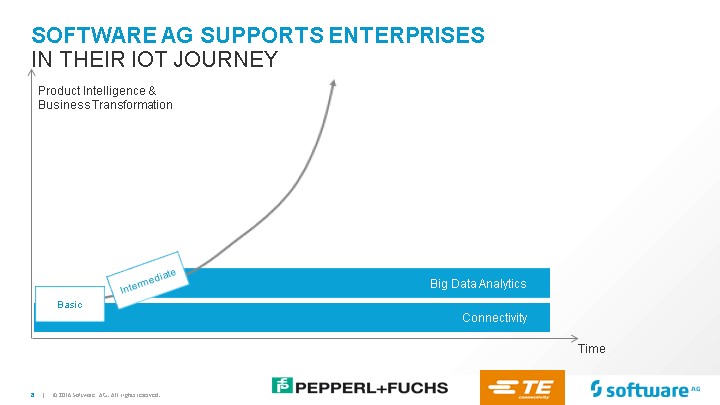 SOFTWARE AG SUPPORTS ENTERPRISES
IN THEIR IOT JOURNEY
Product Intelligence &
Business Transformation
Intermediate
Big Data Analytics
Basic
Connectivity
Time
8 | © 2016 Software AG. All rights reserved.
PEPPERL+FUCHS
TE
connectivity
software AG